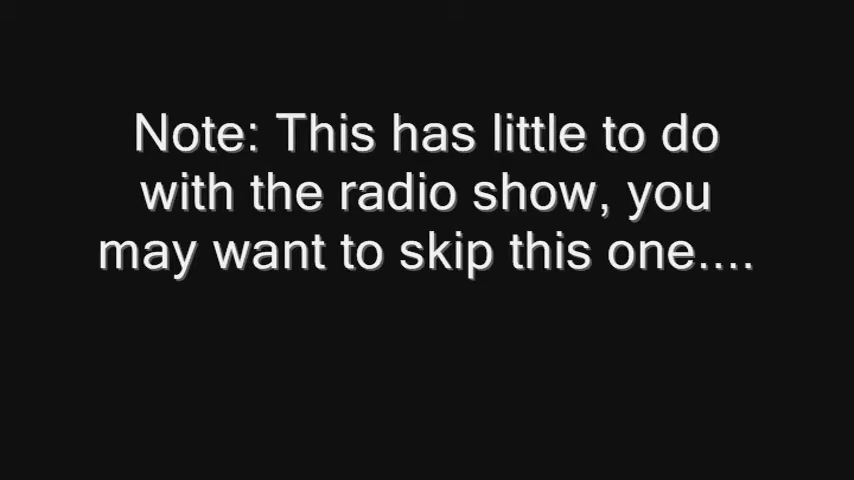 Note: This has little to do
with the radio show, you
may want to skip this one....